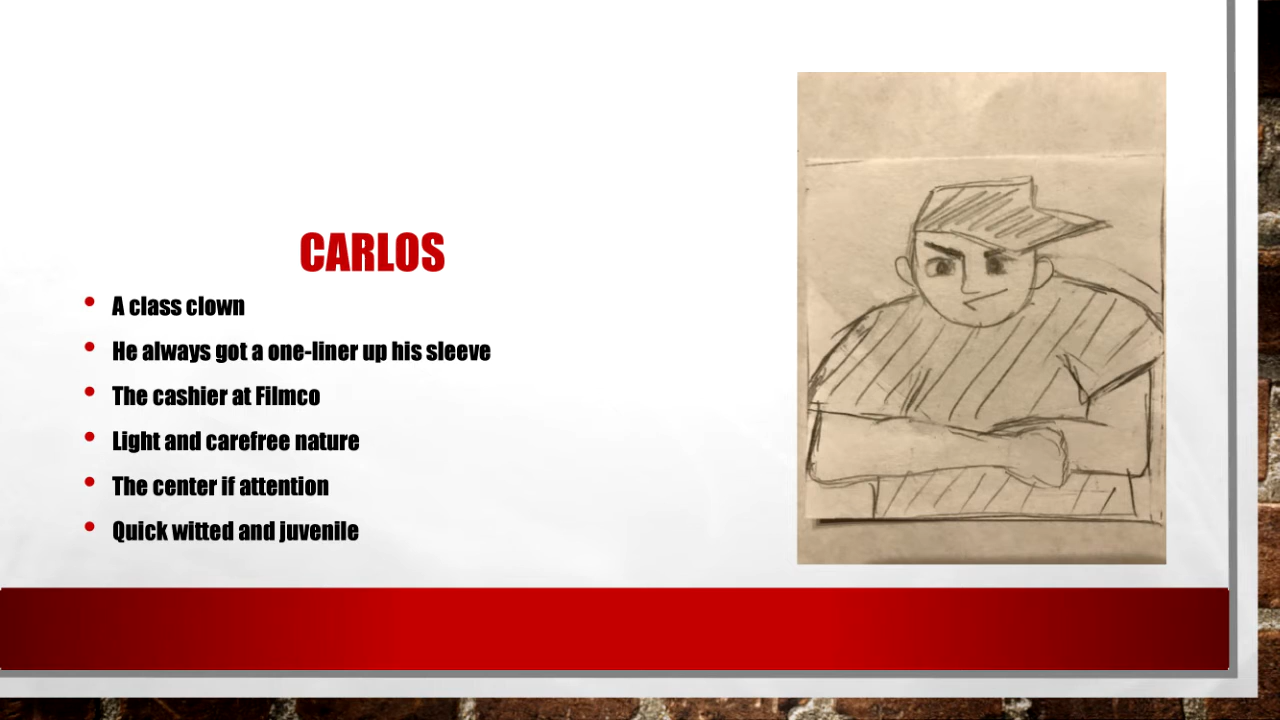 CARLOS
• A class clown
• He always got a one-liner up his sleeve
• The cashier at Filmco
• Light and carefree nature
• The center if attention
• Quick witted and juvenile